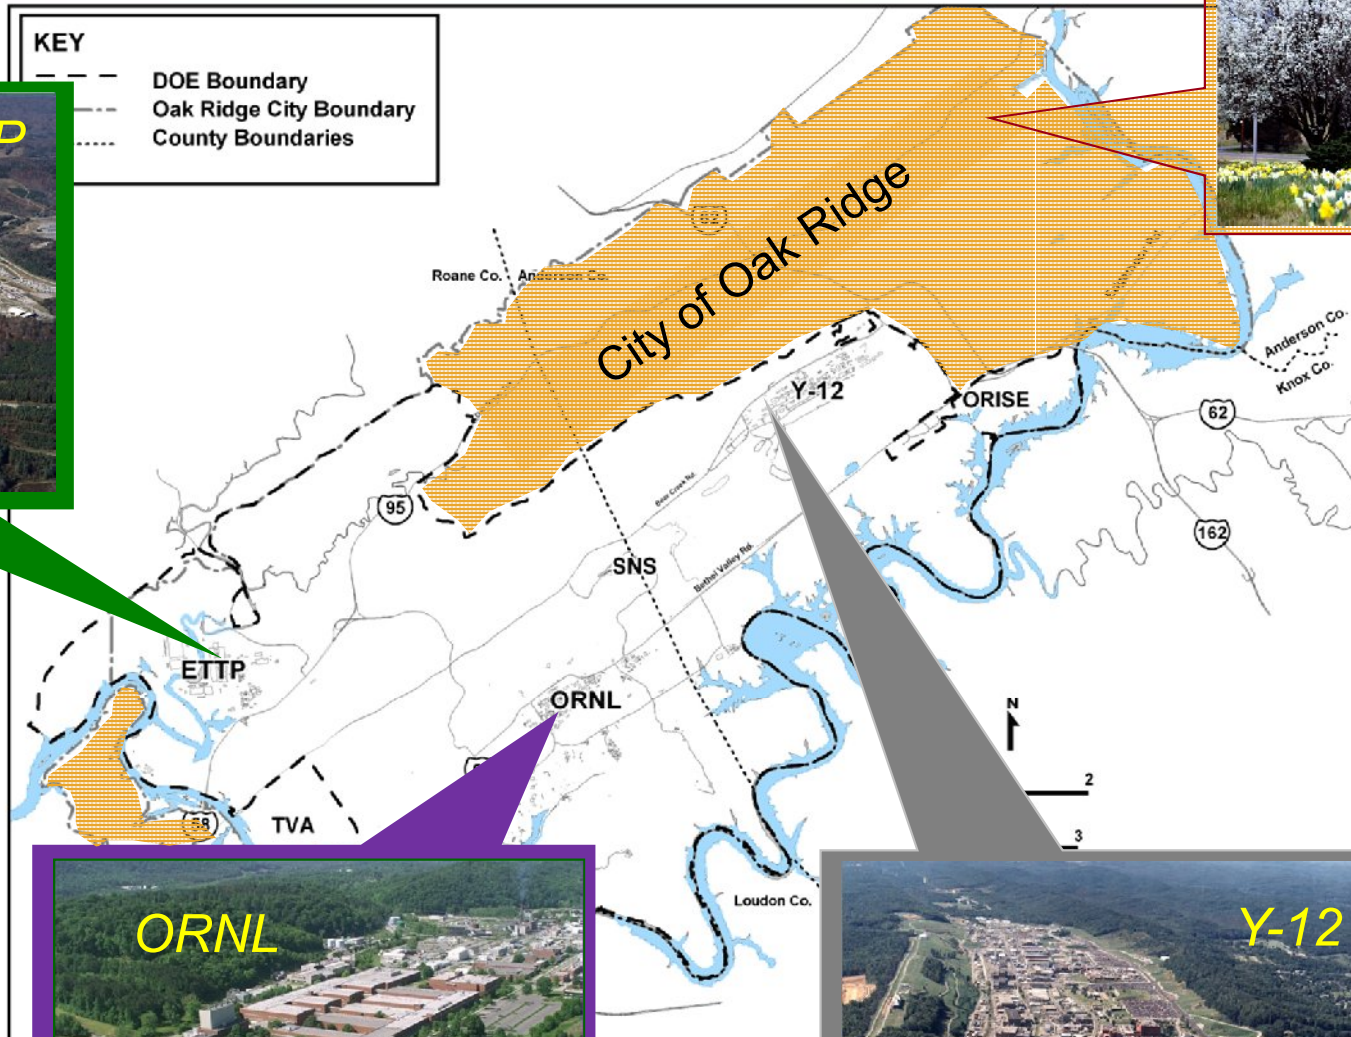 KEY
DOE Boundary
Oak Ridge City Boundary
County Boundaries
P
62
Roane Co. Anderson Co.
City of Oak Ridge
Anderson Co.
Knox Co.
Y-12
ORISE
62
95
Bear Creek Rd.
162
SNS
Bethel Valley Rd.
ETTP
ORNL
N
2
58
TVA
3
Loudon Co.
ORNL
Y-12